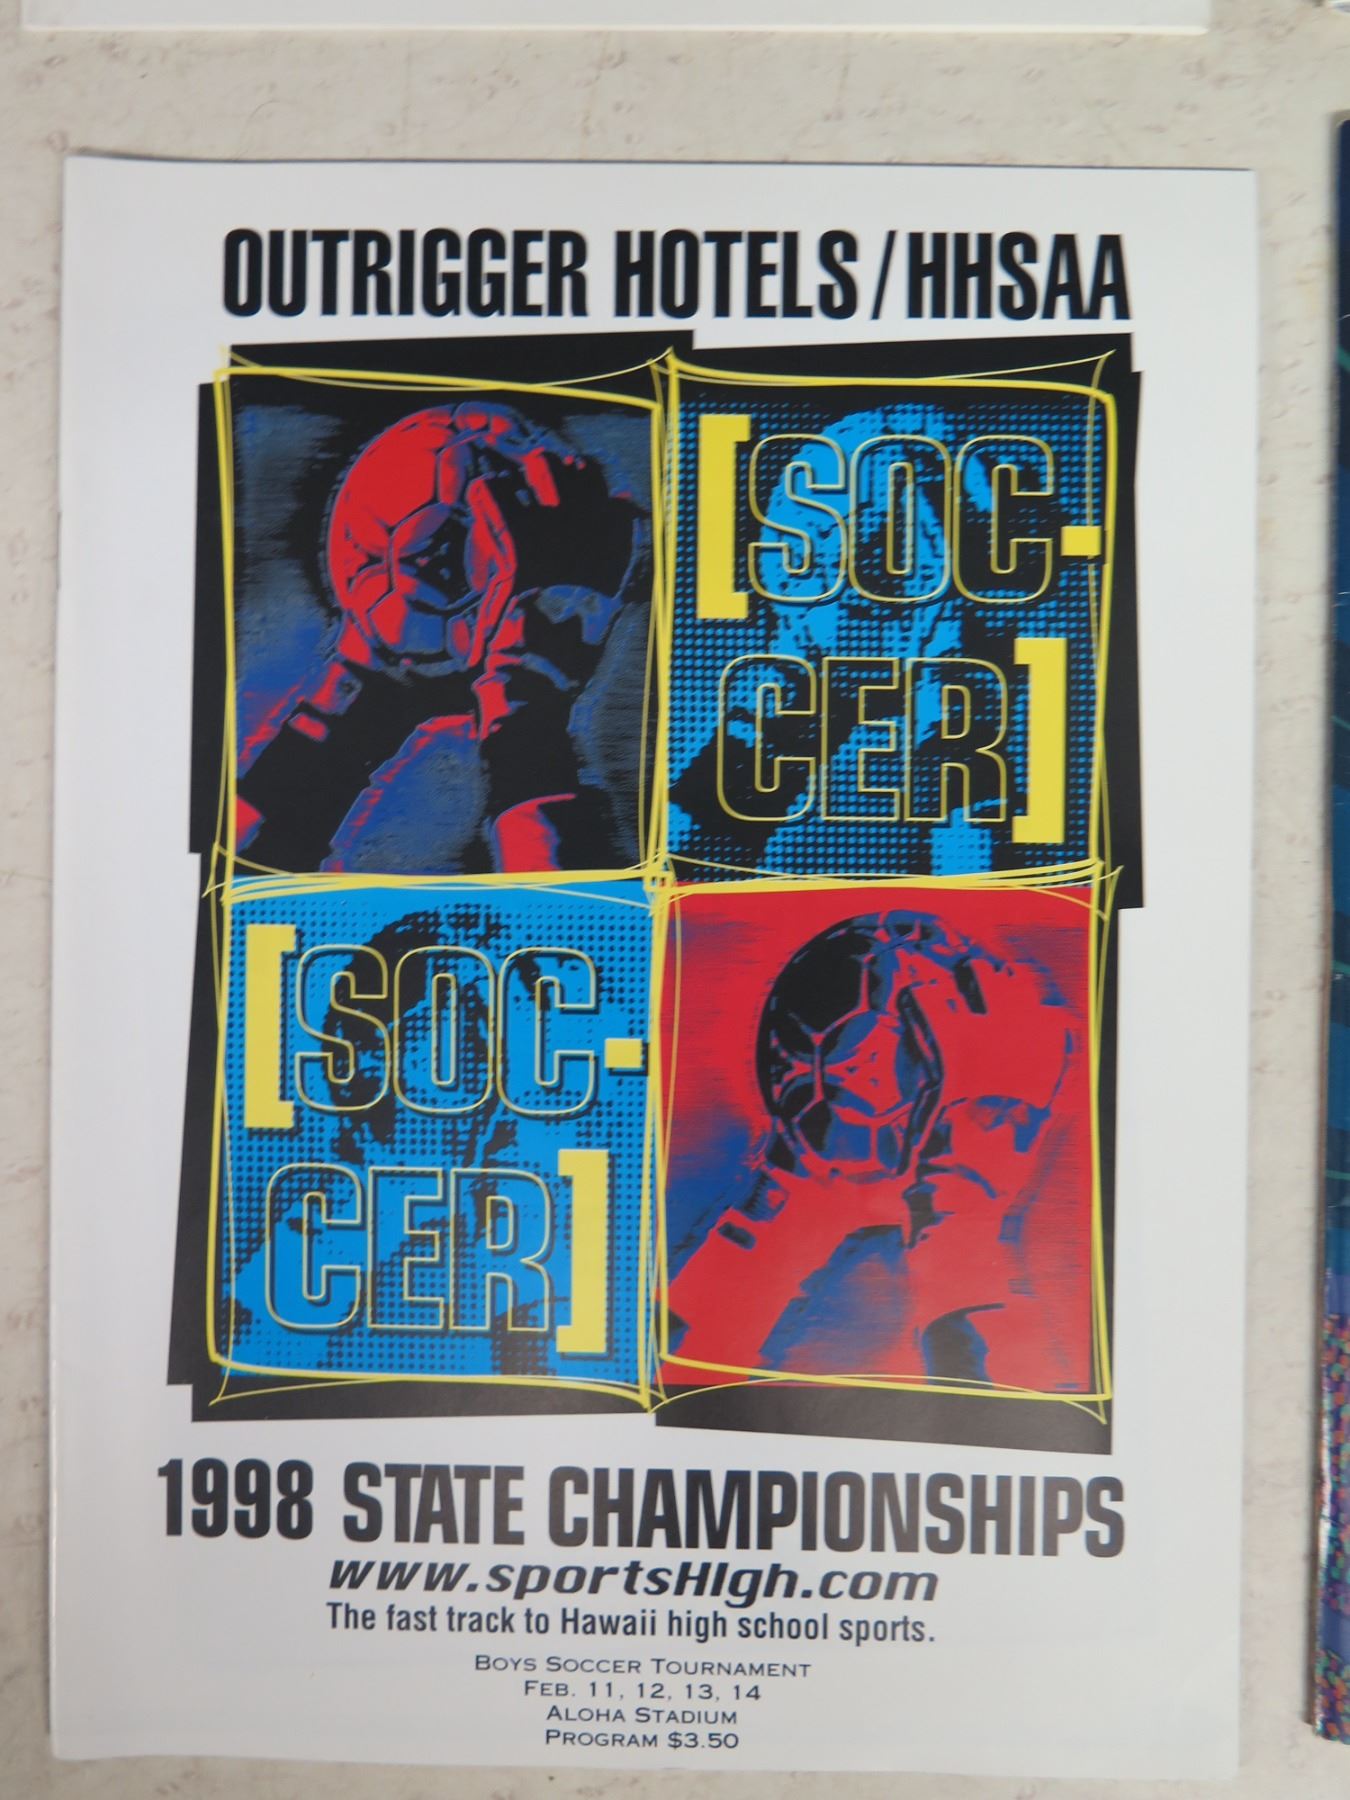 OUTRIGGER HOTELS/HHSAA
[SOC-
CER]
[SOC-
CER]
1998 STATE CHAMPIONSHIPS
www.sportsHIgh.com
The fast track to Hawaii high school sports.
BOYS SOCCER TOURNAMENT
FEB. 11, 12, 13, 14
ALOHA STADIUM
PROGRAM $3.50